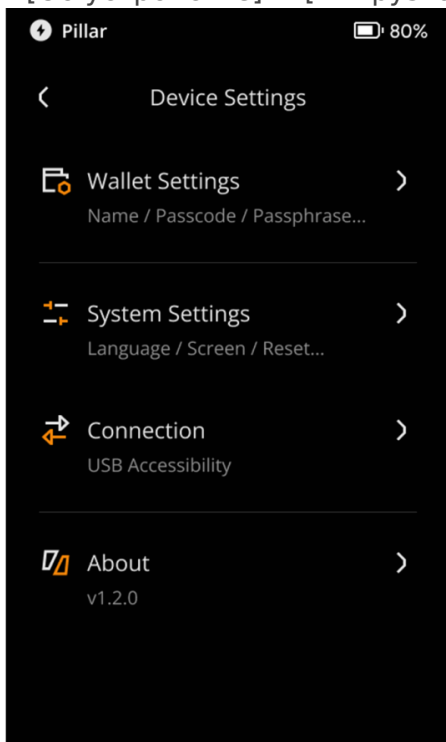 Pillar 80%
Device Settings
Wallet Settings
Name / Passcode / Passphrase...
System Settings
Language / Screen / Reset...
Connection
USB Accessibility
About
v1.2.0